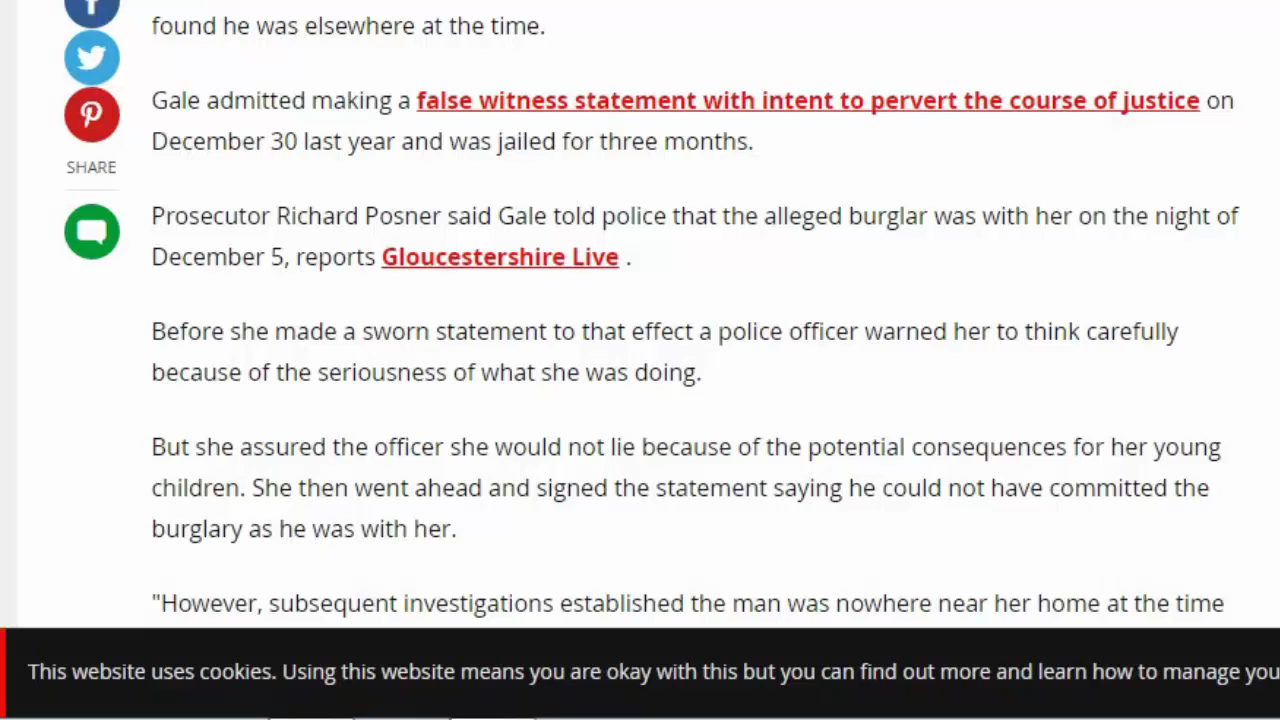 found he was elsewhere at the time.
Gale admitted making a false witness statement with intent to pervert the course of justice on
December 30 last year and was jailed for three months.
SHARE
Prosecutor Richard Posner said Gale told police that the alleged burglar was with her on the night of
December 5, reports Gloucestershire Live .
Before she made a sworn statement to that effect a police officer warned her to think carefully
because of the seriousness of what she was doing.
But she assured the officer she would not lie because of the potential consequences for her young
children. She then went ahead and signed the statement saying he could not have committed the
burglary as he was with her.
"However, subsequent investigations established the man was nowhere near her home at the time
This website uses cookies. Using this website means you are okay with this but you can find out more and learn how to manage you